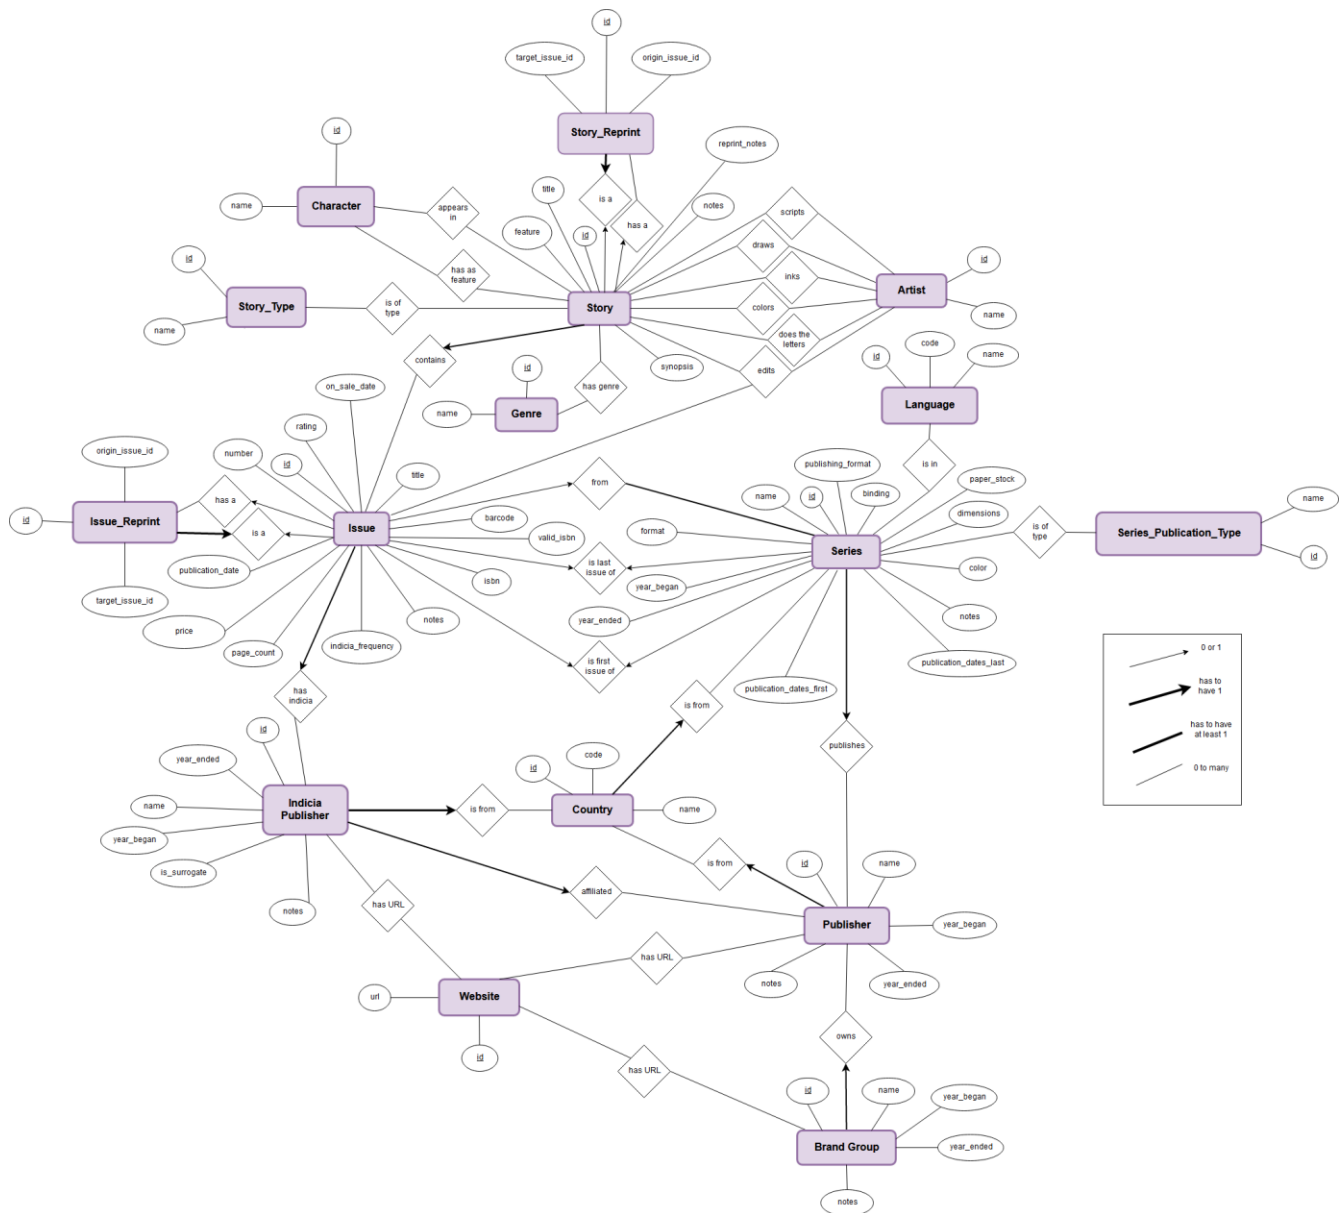 id
target_issue_id
origin_issue_id
Story_Reprint
reprint_notes
id
is a
title
notes
scripts
Character
name
appears
in
has a
feature
id
draws
id
has as
feature
inks
id
Artist
Story_Type
is of
type
Story
colors
name
name
does the
letters
contains
synopsis
edits
code
name
id
on_sale_date
id
has genre
Language
name
Genre
rating
origin_issue_id
number
id
title
publishing_format
is in
paper_stock
has a
from
name
id
binding
name
id
Issue_Reprint
is a
Issue
barcode
valid_isbn
format
dimensions
is of
type
Series_Publication_Type
Series
publication_date
isbn
is last
issue of
year_began
color
id
target_issue_id
price
page_count
indicia_frequency
notes
year_ended
notes
is first
issue of
publication_dates_last
publication_dates_first
0 or 1
has to
have 1
has to have
at least 1
0 to many
has
indicia
is from
id
year_ended
code
publishes
id
name
Indicia
Publisher
is from
Country
name
year_began
is_surrogate
is from
id
name
notes
has URL
affiliated
Publisher
year_began
has URL
notes
year_ended
url
Website
id
owns
has URL
id
name
year_began
Brand Group
year_ended
notes